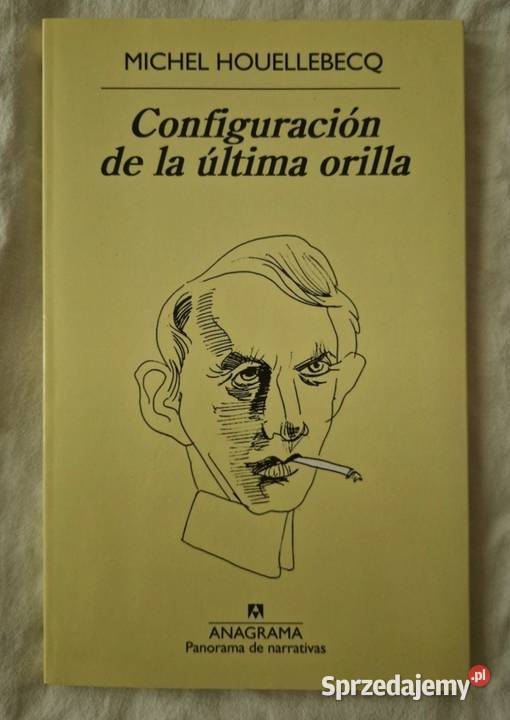 MICHEL HOUELLEBECQ
Configuración
de la última orilla
ANAGRAMA
Panorama de narrativas
Sprzedajemy.pl